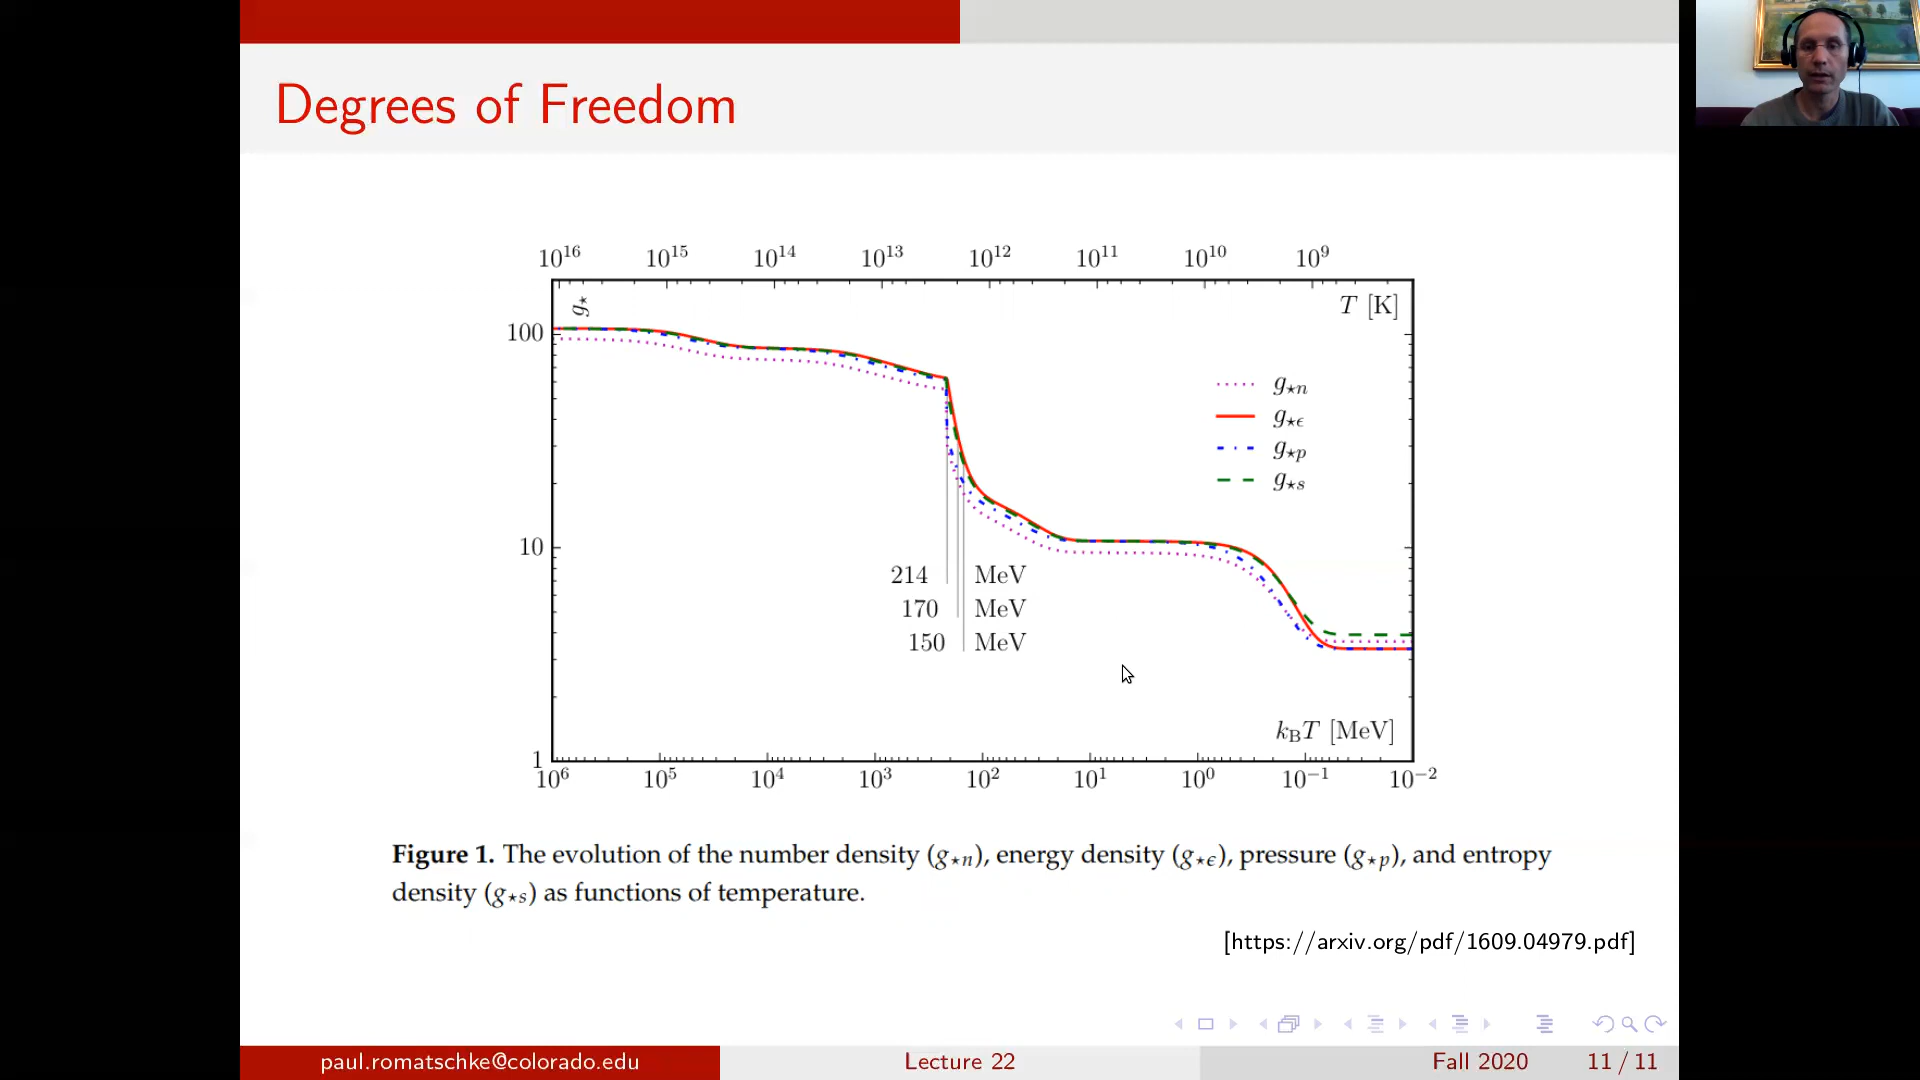 Degrees of Freedom
10¹⁶ 10¹⁵ 10¹⁴ 10¹³ 10¹² 10¹¹ 10¹⁰ 10⁹
g⋆
T [K]
100
10
1
g⋆n
g⋆ϵ
g⋆p
g⋆s
214 MeV
170 MeV
150 MeV
k_BT [MeV]
10⁶ 10⁵ 10⁴ 10³ 10² 10¹ 10⁰ 10⁻¹ 10⁻²
Figure 1. The evolution of the number density (g⋆n), energy density (g⋆ϵ), pressure (g⋆p), and entropy
density (g⋆s) as functions of temperature.
[https://arxiv.org/pdf/1609.04979.pdf]
paul.romatschke@colorado.edu Lecture 22 Fall 2020 11 / 11